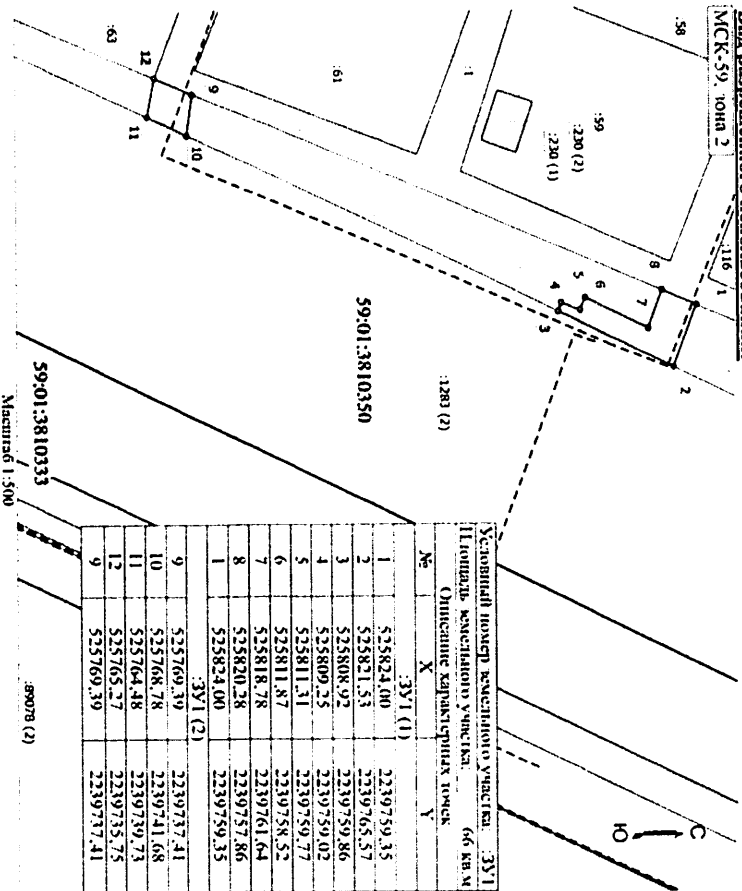 МСК-59, зона 2
:58
:116
:59
:230 (2)
:230 (1)
:1
:61
:63
1
2
3
4
5
6
7
8
9
10
11
12
:1283 (2)
59:01:3810350
59:01:3810333
:89078 (2)
С
Ю
Условный номер земельного участка: :ЗУ1
Площадь земельного участка: 66 кв.м
Описание характерных точек
№ X Y
:ЗУ1 (1)
1 525824,00 2239759,35
2 525821,53 2239765,57
3 525808,92 2239759,86
4 525809,25 2239759,02
5 525811,31 2239759,77
6 525811,87 2239758,52
7 525818,78 2239761,64
8 525820,28 2239757,86
1 525824,00 2239759,35
:ЗУ1 (2)
9 525769,39 2239737,41
10 525768,78 2239741,68
11 525764,48 2239739,73
12 525765,27 2239735,75
9 525769,39 2239737,41
Масштаб 1:500